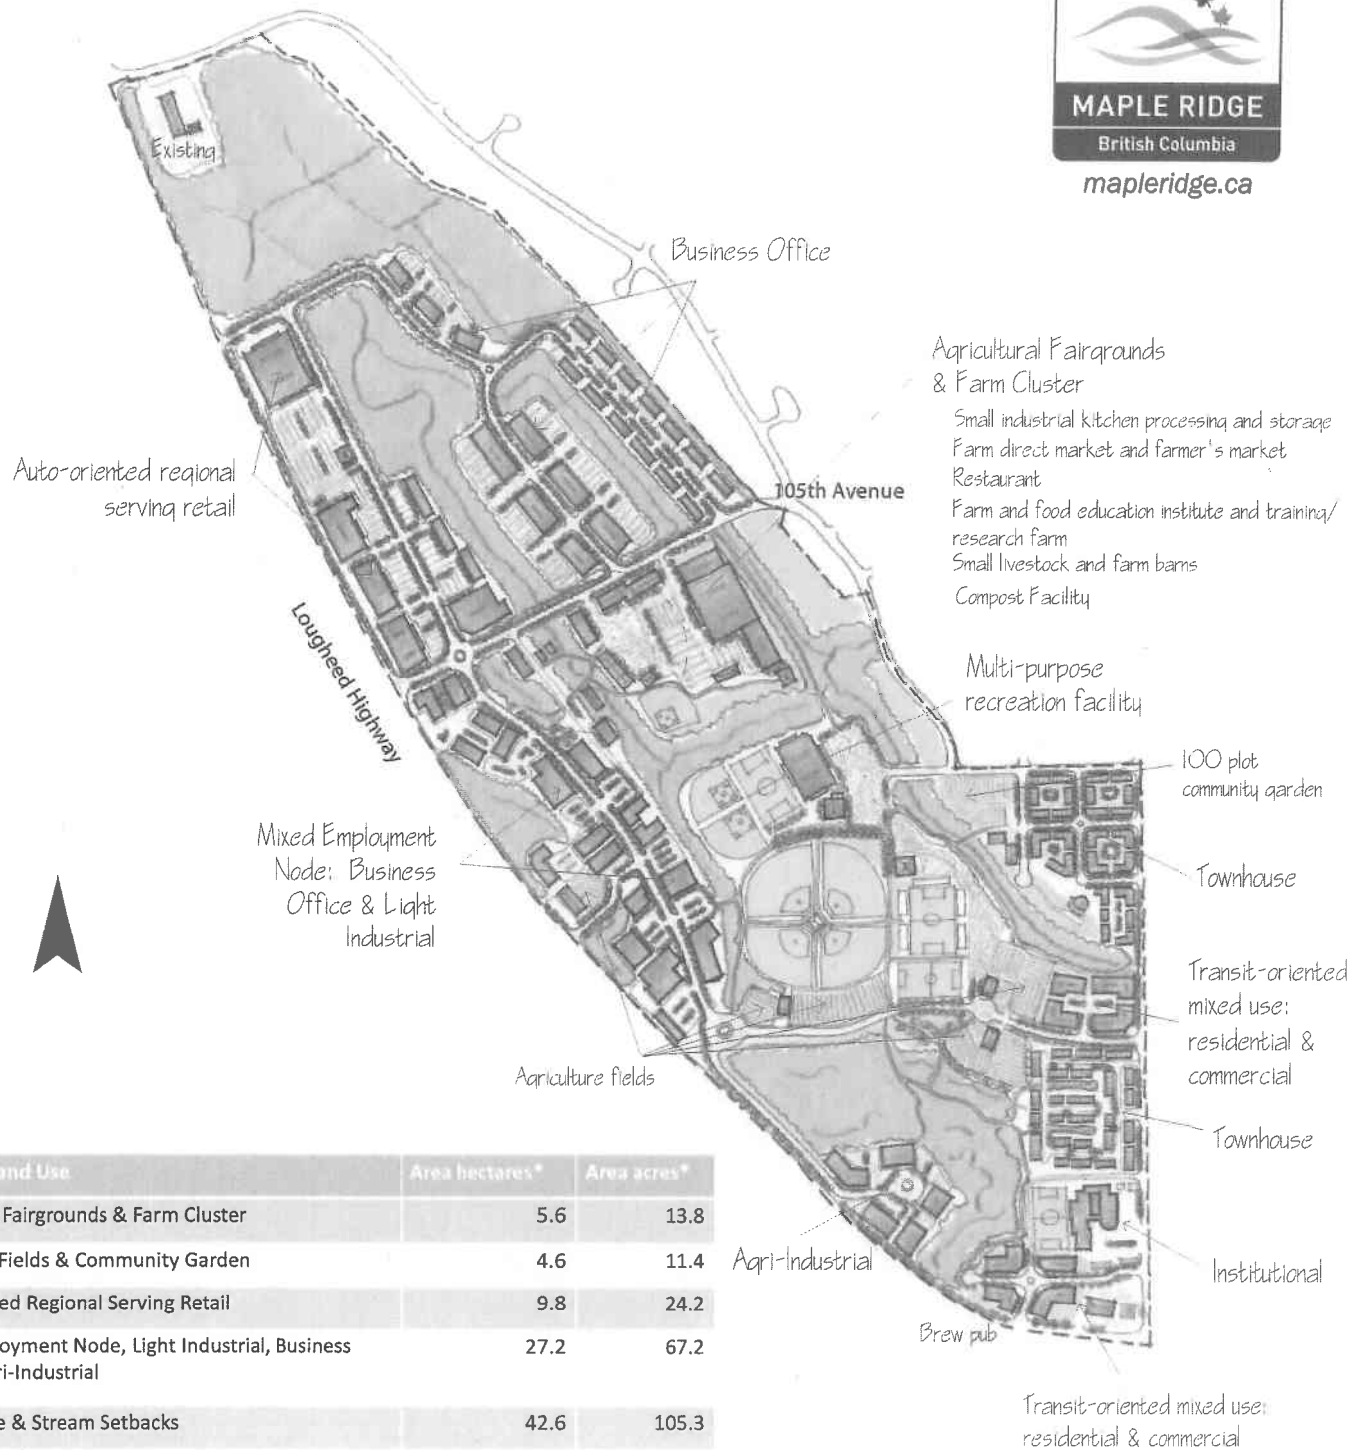 MAPLE RIDGE
British Columbia
mapleridge.ca
Existing
Business Office
Agricultural Fairgrounds
& Farm Cluster
Small industrial kitchen processing and storage
Farm direct market and farmer's market
Restaurant
Farm and food education institute and training/
research farm
Small livestock and farm barns
Compost Facility
Auto-oriented regional
serving retail
105th Avenue
Lougheed Highway
Multi-purpose
recreation facility
100 plot
community garden
Mixed Employment
Node: Business
Office & Light
Industrial
Townhouse
Transit-oriented
mixed use:
residential &
commercial
Agriculture fields
Townhouse
and Use Area hectares* Area acres*
Fairgrounds & Farm Cluster 5.6 13.8
Fields & Community Garden 4.6 11.4
ed Regional Serving Retail 9.8 24.2
oyment Node, Light Industrial, Business 27.2 67.2
ri-Industrial
e & Stream Setbacks 42.6 105.3
Agri-Industrial
Institutional
Brew pub
Transit-oriented mixed use:
residential & commercial